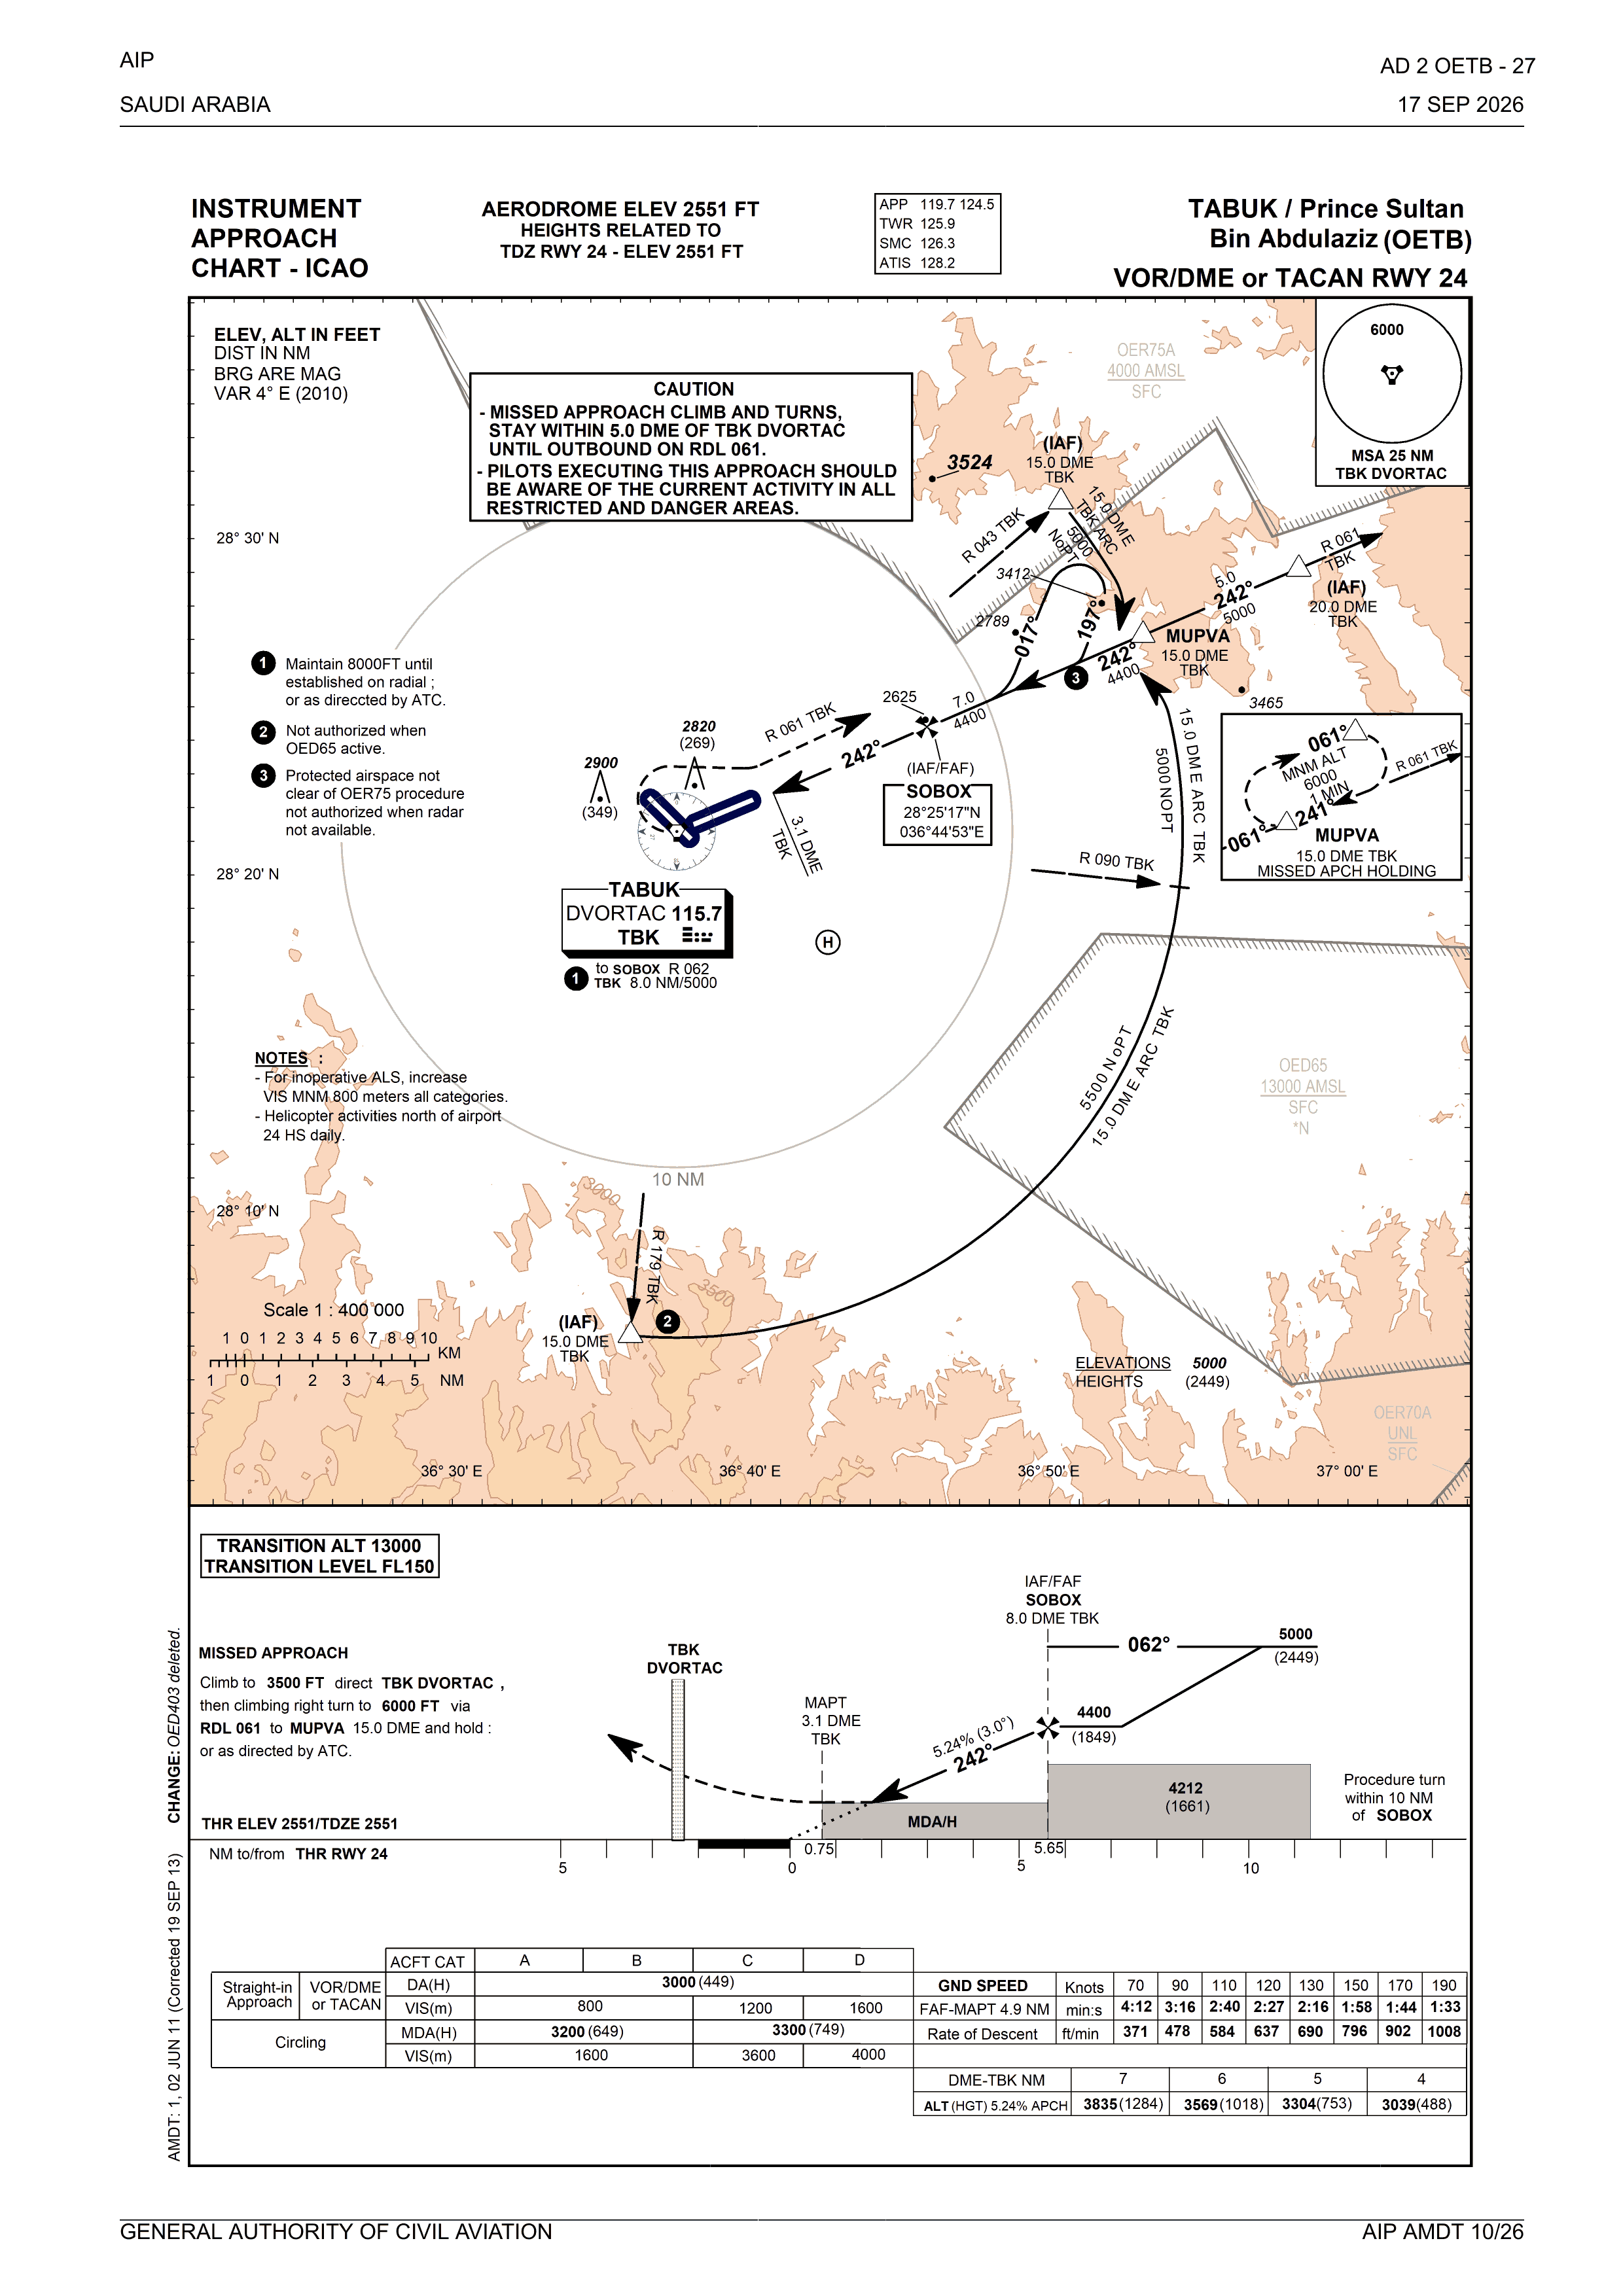 AIP
AD 2 OETB - 27
SAUDI ARABIA
17 SEP 2026
INSTRUMENT
APPROACH
CHART - ICAO
AERODROME ELEV 2551 FT
HEIGHTS RELATED TO
TDZ RWY 24 - ELEV 2551 FT
APP 119.7 124.5
TWR 125.9
SMC 126.3
ATIS 128.2
TABUK / Prince Sultan
Bin Abdulaziz (OETB)
VOR/DME or TACAN RWY 24
ELEV, ALT IN FEET
DIST IN NM
BRG ARE MAG
VAR 4° E (2010)
CAUTION
- MISSED APPROACH CLIMB AND TURNS,
STAY WITHIN 5.0 DME OF TBK DVORTAC
UNTIL OUTBOUND ON RDL 061.
- PILOTS EXECUTING THIS APPROACH SHOULD
BE AWARE OF THE CURRENT ACTIVITY IN ALL
RESTRICTED AND DANGER AREAS.
OER75A
4000 AMSL
SFC
6000
MSA 25 NM
TBK DVORTAC
3524
(IAF)
15.0 DME
TBK
15.0 DME
TBK ARC
5000
NoPT
R 043 TBK
28° 30' N
3412
2789
017°
197°
R 061
TBK
5.0
242°
5000
(IAF)
20.0 DME
TBK
MUPVA
15.0 DME
TBK
242°
4400
3
3465
1 Maintain 8000FT until
established on radial ;
or as direccted by ATC.
2 Not authorized when
OED65 active.
3 Protected airspace not
clear of OER75 procedure
not authorized when radar
not available.
2625
7.0
4400
R 061 TBK
242°
2820
(269)
2900
(349)
(IAF/FAF)
SOBOX
28°25'17"N
036°44'53"E
3.1 DME
TBK
15.0 DME ARC TBK
5000 NOPT
061°
MNM ALT
6000
1 MIN
241°
061°
R 061 TBK
MUPVA
15.0 DME TBK
MISSED APCH HOLDING
R 090 TBK
28° 20' N
TABUK
DVORTAC 115.7
TBK
1 to SOBOX R 062
TBK 8.0 NM/5000
H
5500 NoPT
15.0 DME ARC TBK
OED65
13000 AMSL
SFC
*N
NOTES :
- For inoperative ALS, increase
VIS MNM 800 meters all categories.
- Helicopter activities north of airport
24 HS daily.
10 NM
3000
28° 10' N
R 179 TBK
3500
(IAF)
15.0 DME
TBK
2
Scale 1 : 400 000
1 0 1 2 3 4 5 6 7 8 9 10
KM
1 0 1 2 3 4 5 NM
ELEVATIONS 5000
HEIGHTS (2449)
OER70A
UNL
SFC
36° 30' E
36° 40' E
36° 50' E
37° 00' E
TRANSITION ALT 13000
TRANSITION LEVEL FL150
IAF/FAF
SOBOX
8.0 DME TBK
062°
5000
(2449)
MISSED APPROACH
Climb to 3500 FT direct TBK DVORTAC ,
then climbing right turn to 6000 FT via
RDL 061 to MUPVA 15.0 DME and hold :
or as directed by ATC.
TBK
DVORTAC
MAPT
3.1 DME
TBK
5.24% (3.0°)
242°
4400
(1849)
4212
(1661)
MDA/H
Procedure turn
within 10 NM
of SOBOX
THR ELEV 2551/TDZE 2551
NM to/from THR RWY 24
5 0 0.75 5 5.65 10
ACFT CAT A B C D
Straight-in Approach VOR/DME or TACAN DA(H) 3000 (449)
VIS(m) 800 1200 1600
Circling MDA(H) 3200 (649) 3300 (749)
VIS(m) 1600 3600 4000
GND SPEED Knots 70 90 110 120 130 150 170 190
FAF-MAPT 4.9 NM min:s 4:12 3:16 2:40 2:27 2:16 1:58 1:44 1:33
Rate of Descent ft/min 371 478 584 637 690 796 902 1008
DME-TBK NM 7 6 5 4
ALT (HGT) 5.24% APCH 3835(1284) 3569(1018) 3304(753) 3039(488)
CHANGE: OED403 deleted.
AMDT: 1, 02 JUN 11 (Corrected 19 SEP 13)
GENERAL AUTHORITY OF CIVIL AVIATION
AIP AMDT 10/26